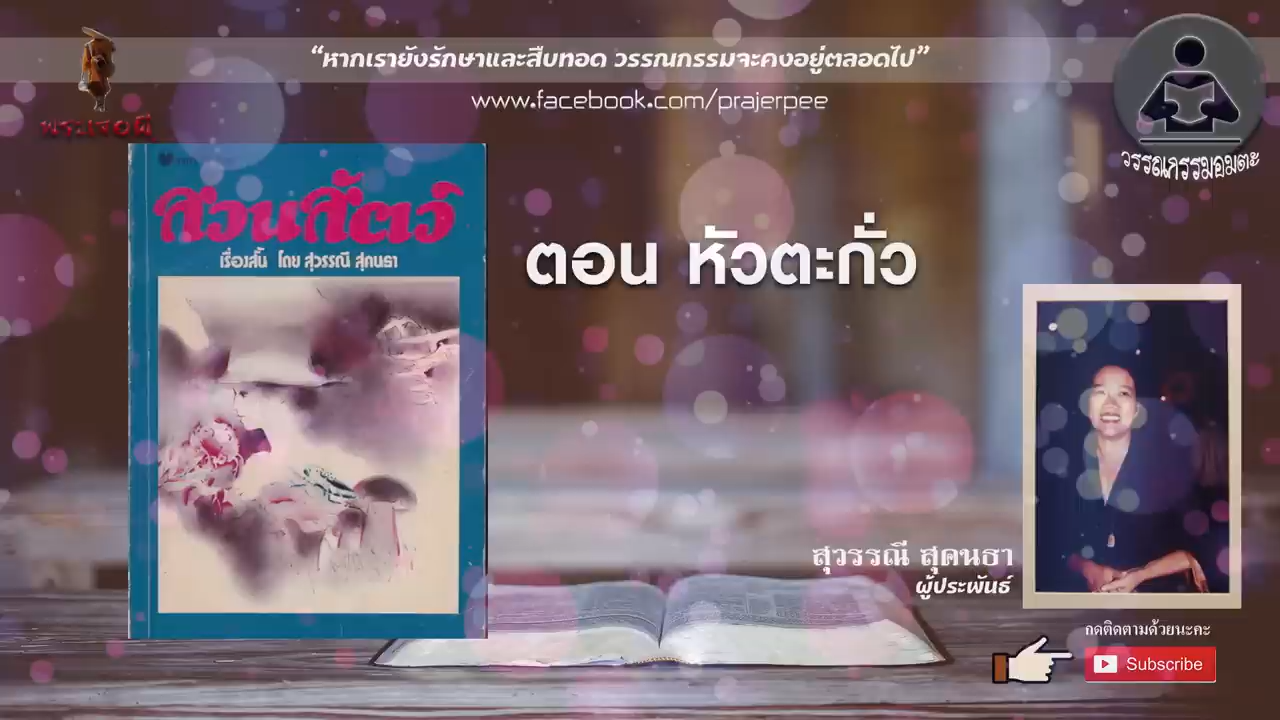 “หากเรายังรักษาและสืบทอด วรรณกรรมจะคงอยู่ตลอดไป”
www.facebook.com/prajerpee
พระเจอผี
วรรณกรรมอมตะ
สวนสัตว์
เรื่องสั้น โดย สุวรรณี สุคนธา
ตอน หัวตะกั่ว
สุวรรณี สุคนธา
ผู้ประพันธ์
กดติดตามด้วยนะคะ
Subscribe